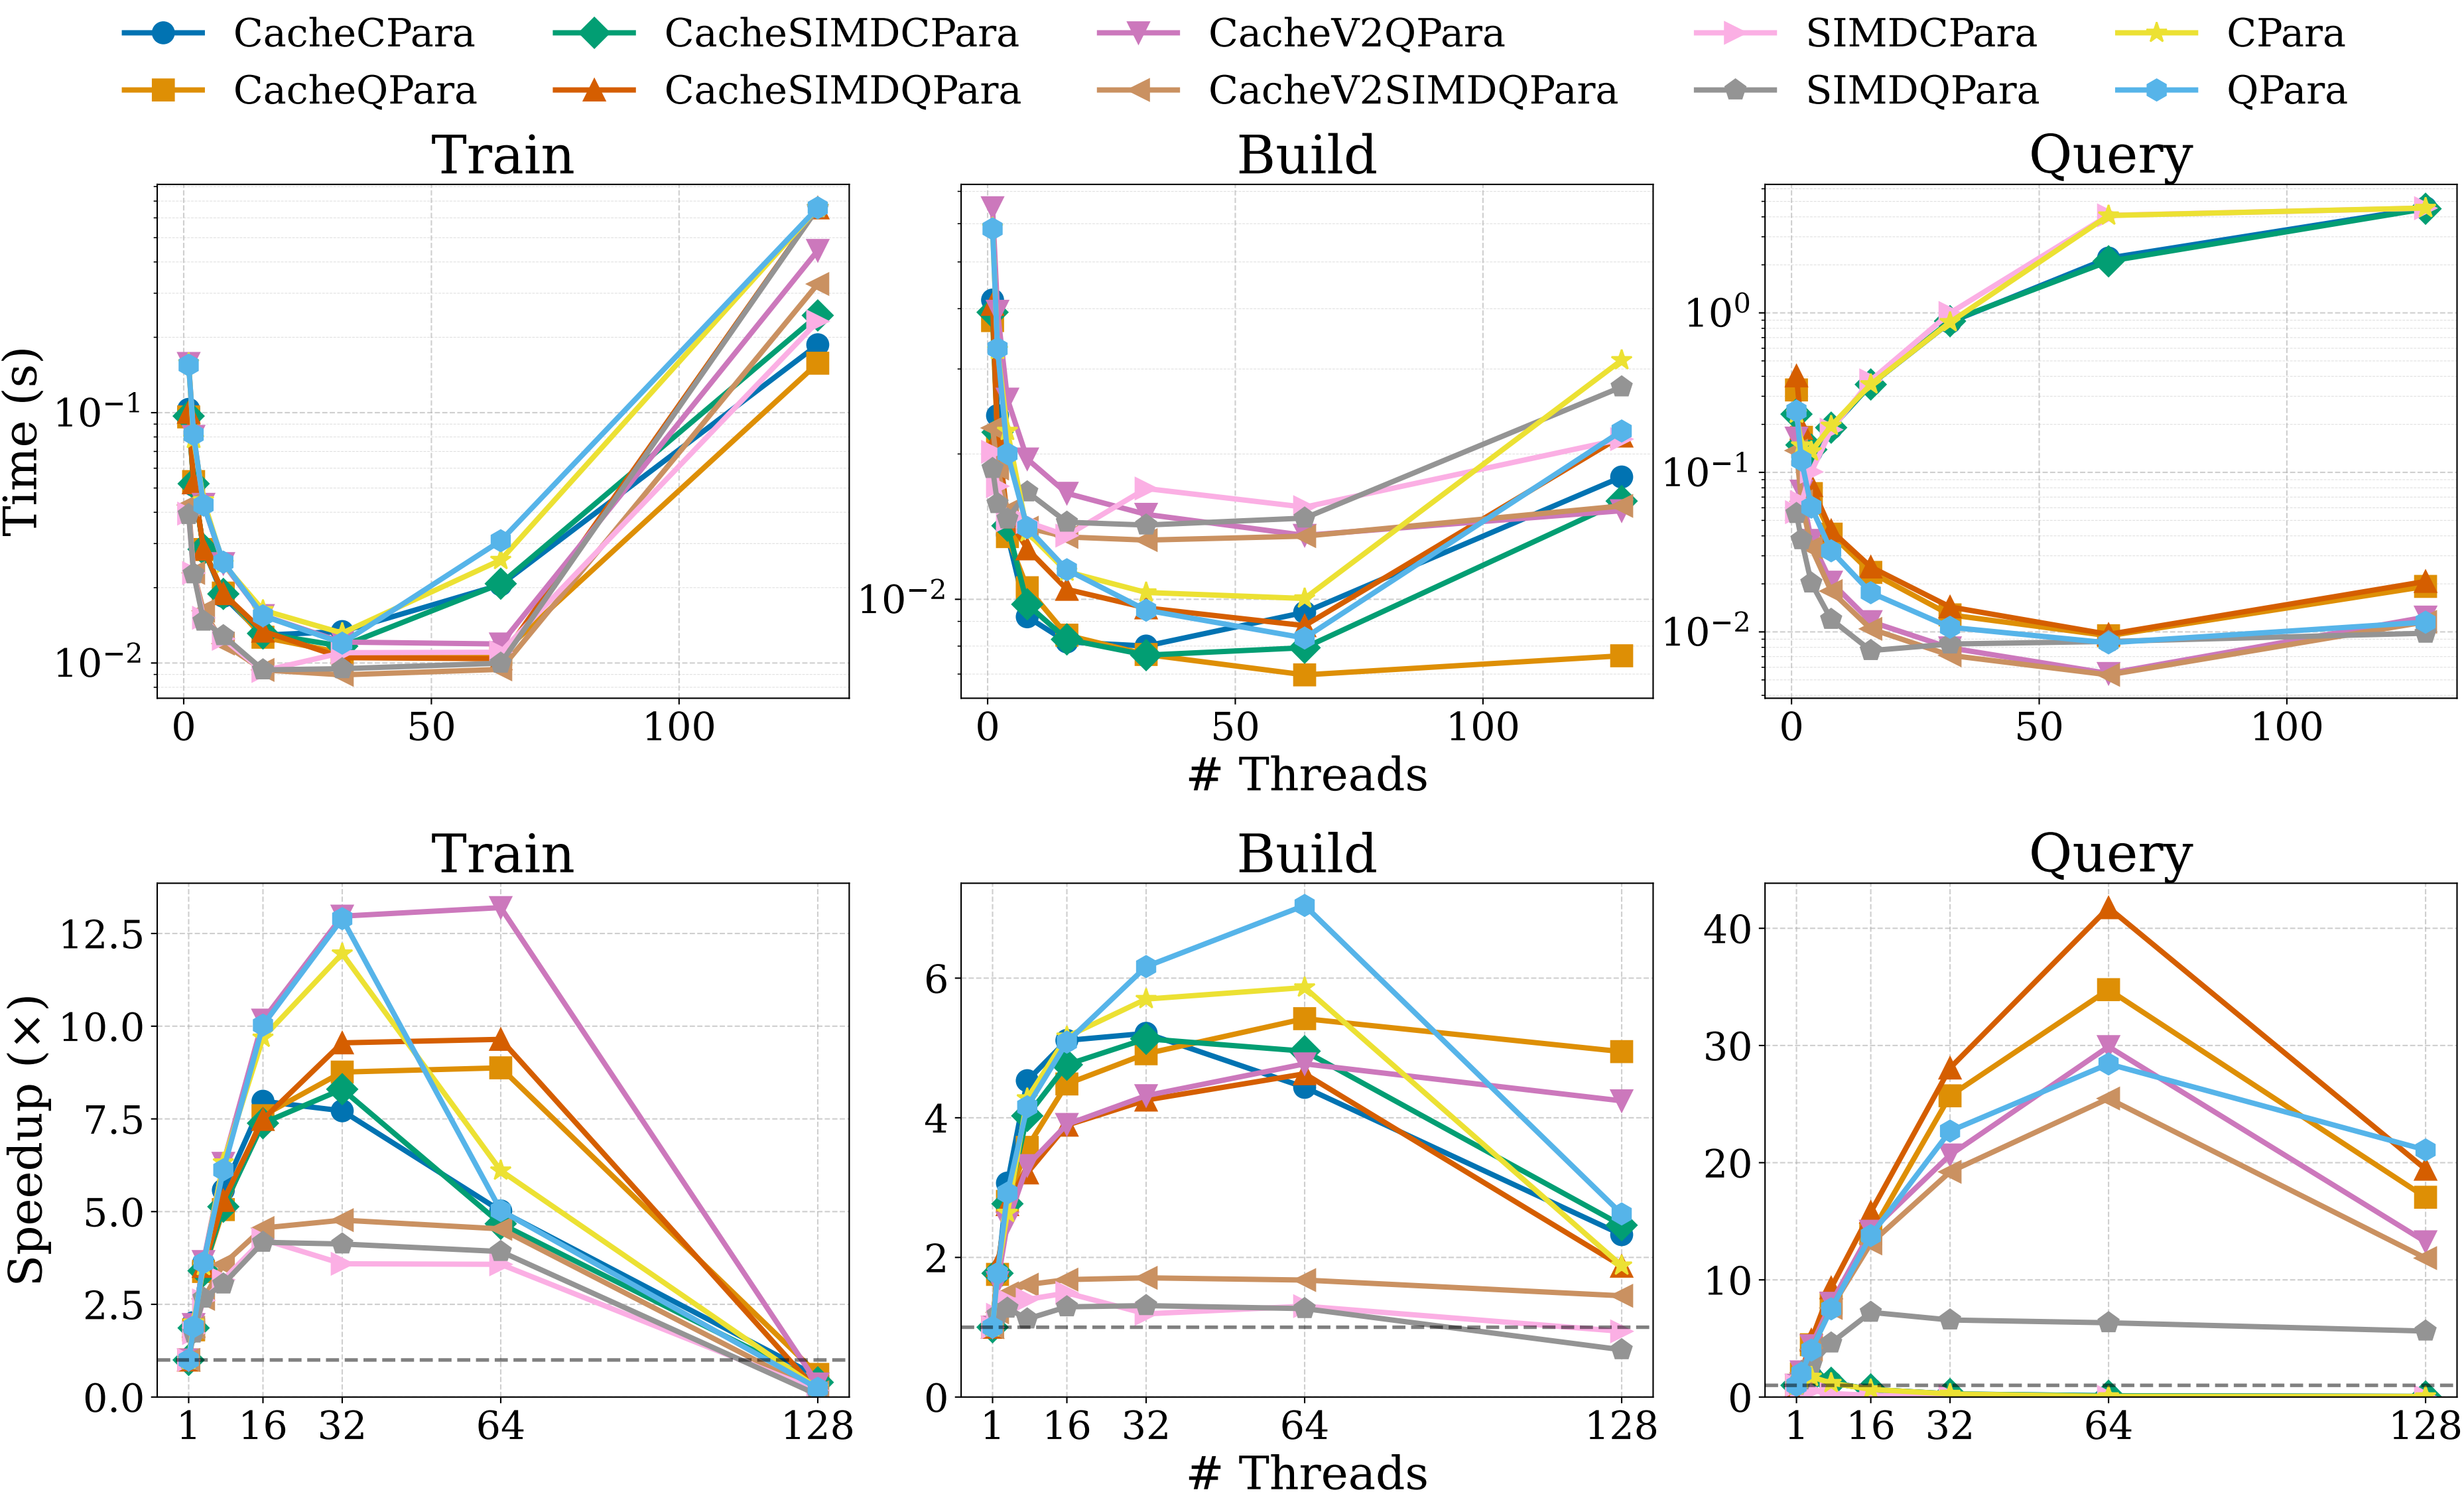 CacheCPara CacheSIMDCPara CacheV2QPara SIMDCPara CPara
CacheQPara CacheSIMDQPara CacheV2SIMDQPara SIMDQPara QPara
Train Build Query
Time (s)
10⁻¹
10⁻²
0 50 100
10⁻²
0 50 100
10⁰
10⁻¹
10⁻²
0 50 100
# Threads
Train Build Query
Speedup (×)
12.5
10.0
7.5
5.0
2.5
0.0
1 16 32 64 128
6
4
2
0
1 16 32 64 128
40
30
20
10
0
1 16 32 64 128
# Threads